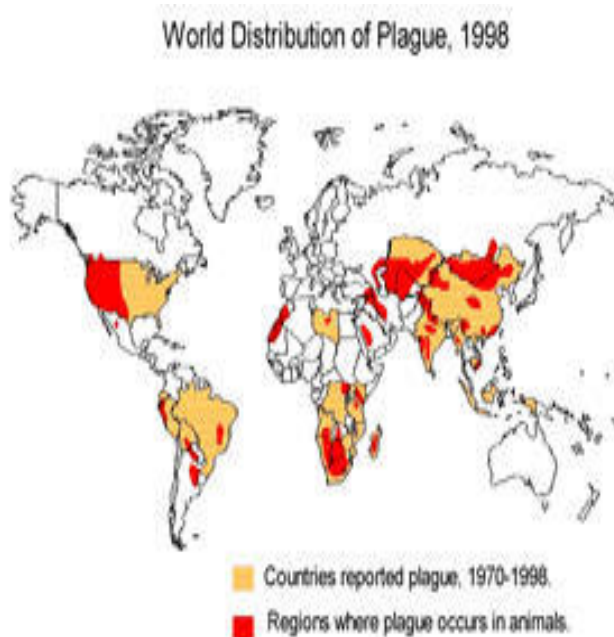 World Distribution of Plague, 1998
Countries reported plague, 1970-1998.
Regions where plague occurs in animals.